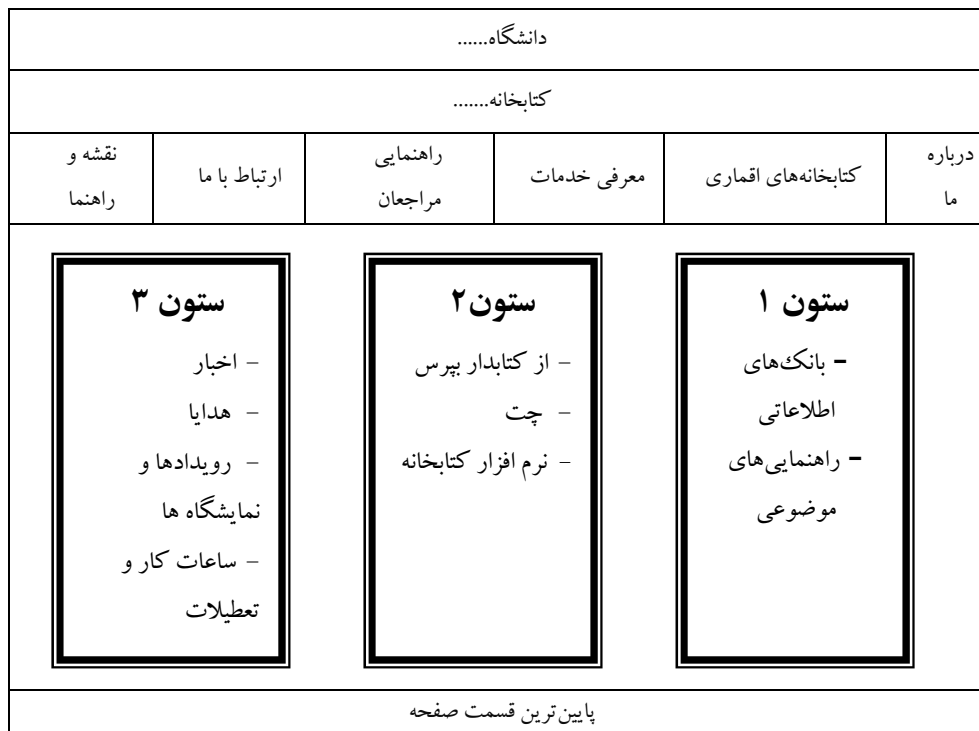 دانشگاه......
کتابخانه.......
درباره
ما
کتابخانه‌های اقماری
معرفی خدمات
راهنمایی
مراجعان
ارتباط با ما
نقشه و
راهنما
ستون ۱
– بانک‌های
اطلاعاتی
– راهنمایی‌های
موضوعی
ستون۲
– از کتابدار بپرس
– چت
– نرم افزار کتابخانه
ستون ۳
– اخبار
– هدایا
– رویدادها و
نمایشگاه ها
– ساعات کار و
تعطیلات
پایین‌ترین قسمت صفحه